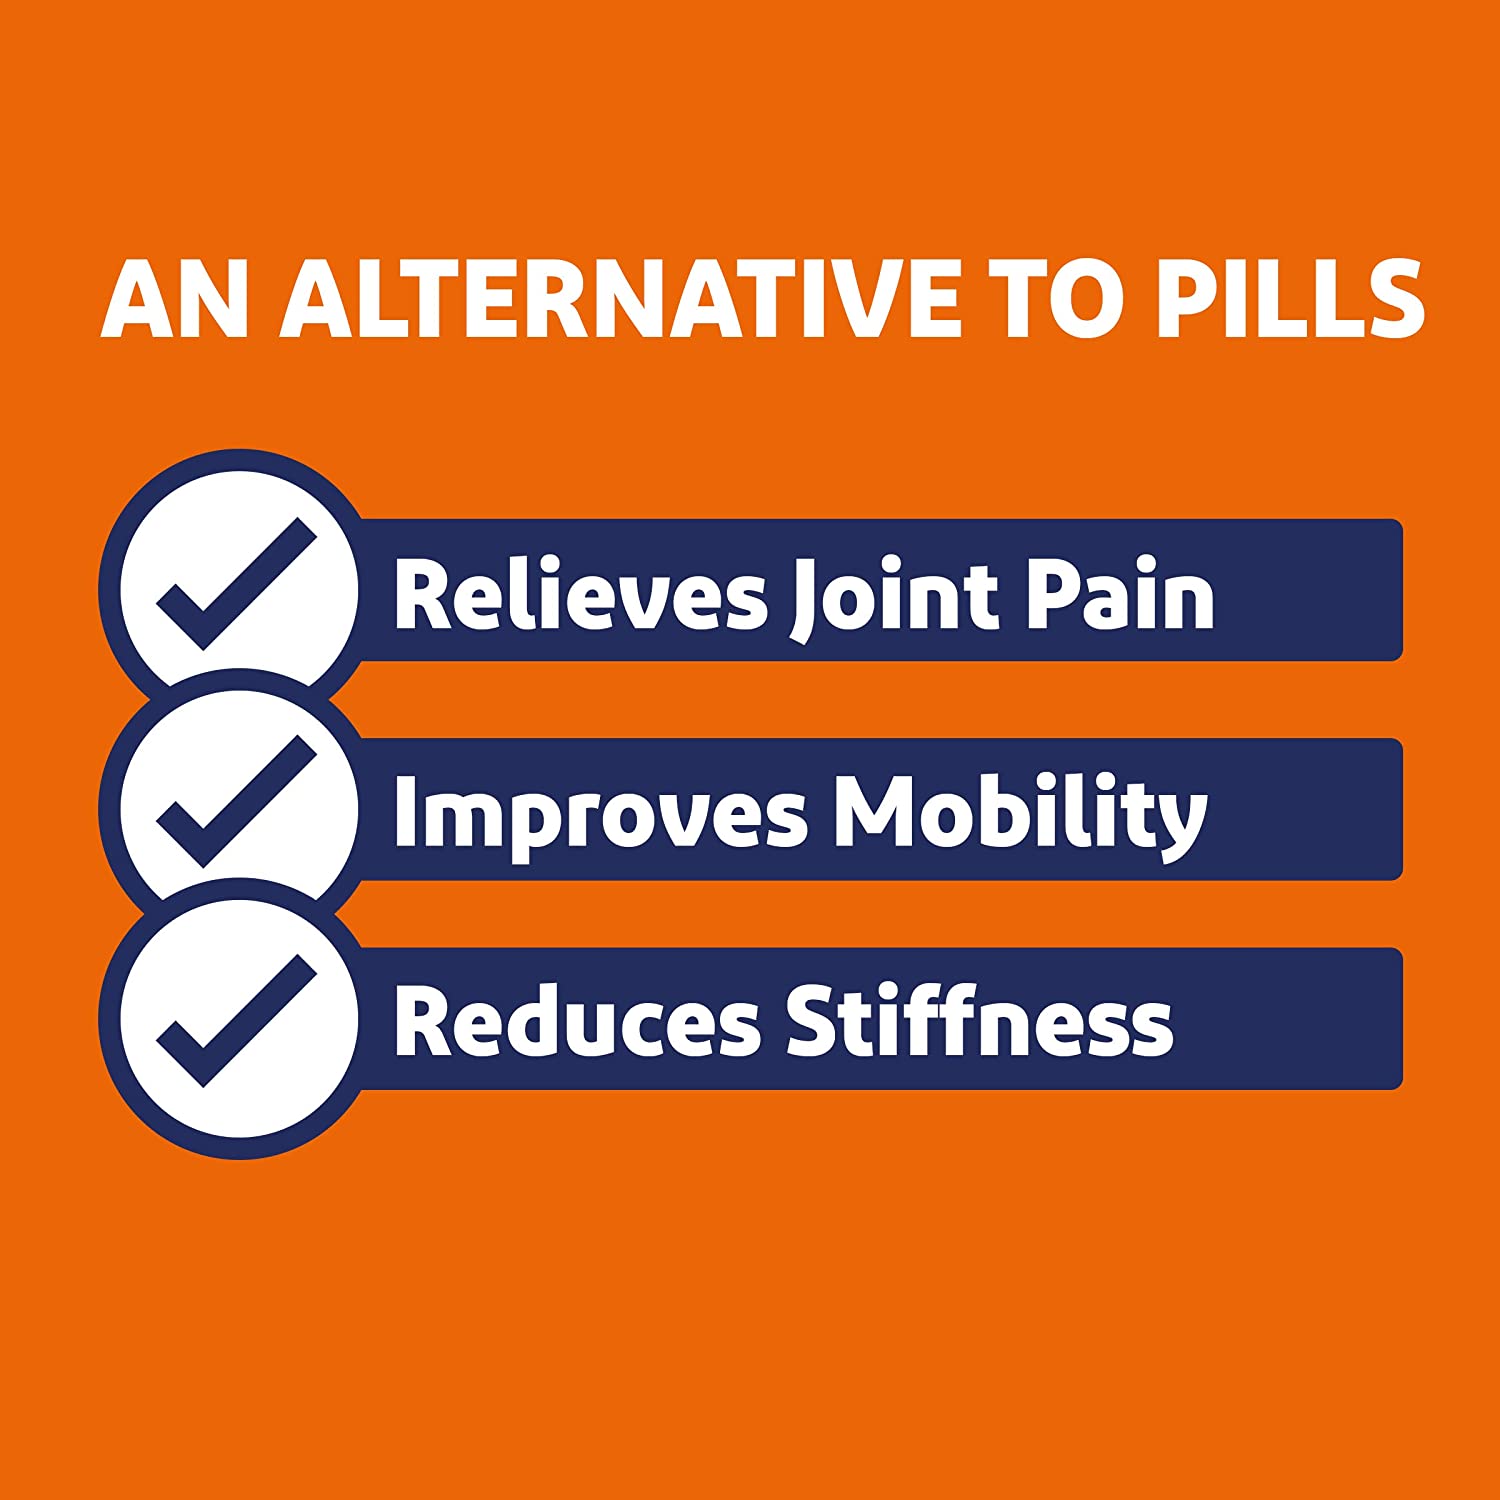 AN ALTERNATIVE TO PILLS
Relieves Joint Pain
Improves Mobility
Reduces Stiffness